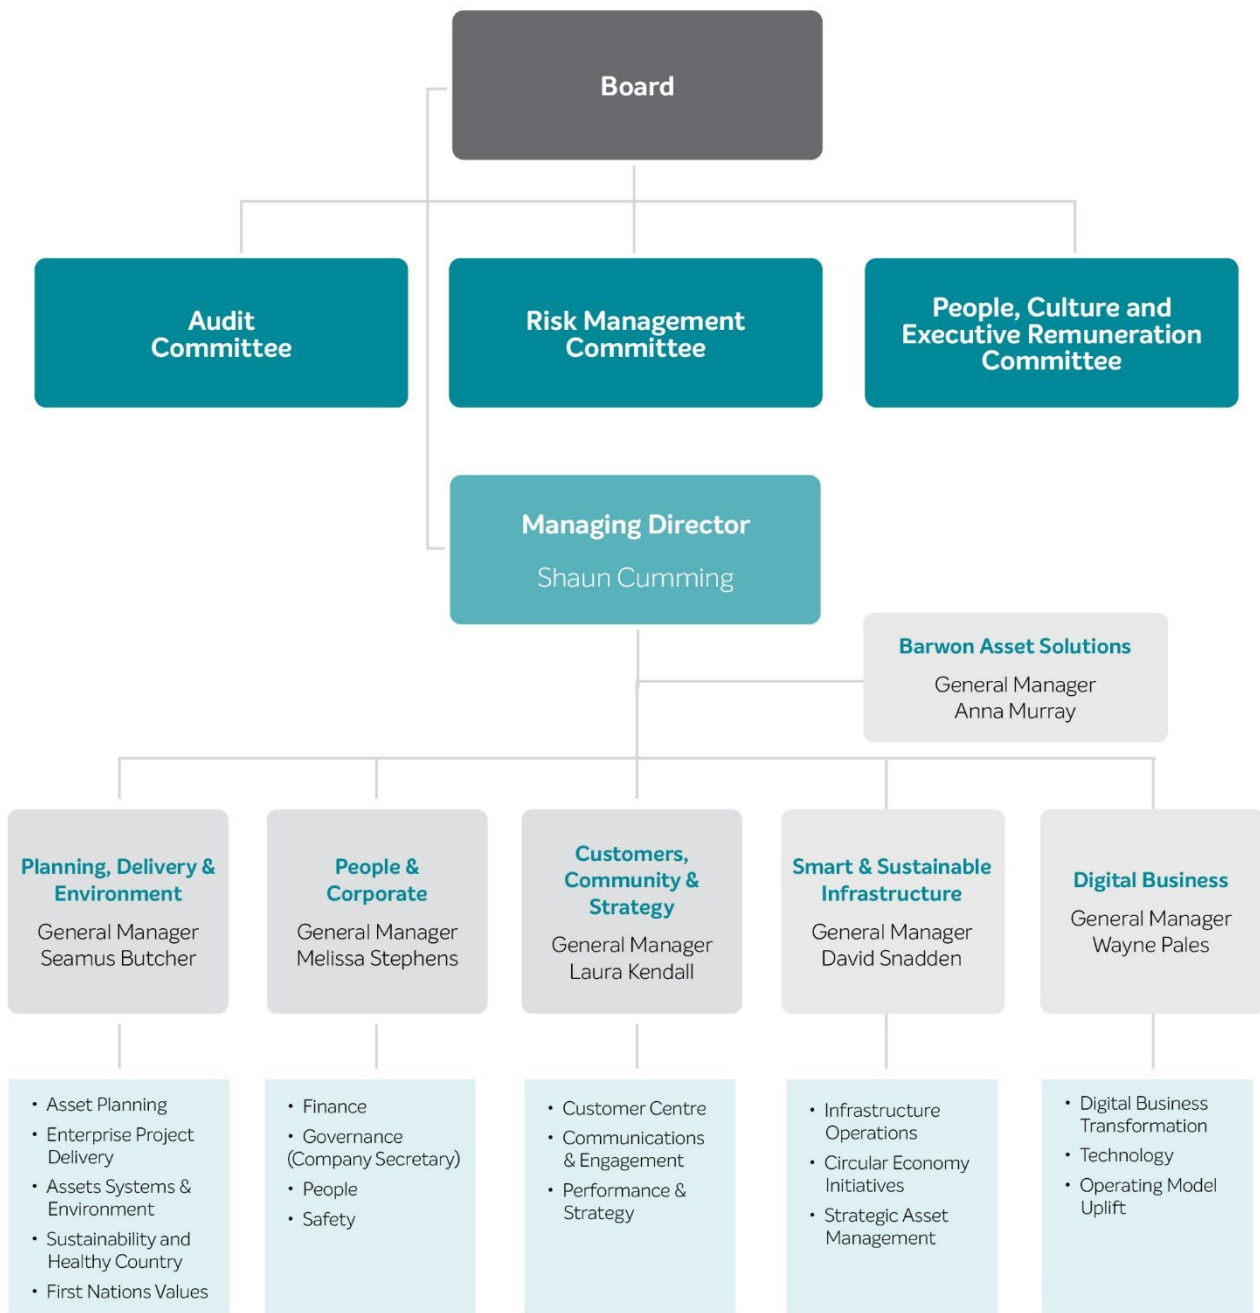 Board
Audit
Committee
Risk Management
Committee
People, Culture and
Executive Remuneration
Committee
Managing Director
Shaun Cumming
Barwon Asset Solutions
General Manager
Anna Murray
Planning, Delivery &
Environment
General Manager
Seamus Butcher
People &
Corporate
General Manager
Melissa Stephens
Customers,
Community &
Strategy
General Manager
Laura Kendall
Smart & Sustainable
Infrastructure
General Manager
David Snadden
Digital Business
General Manager
Wayne Pales
• Asset Planning
• Enterprise Project
Delivery
• Assets Systems &
Environment
• Sustainability and
Healthy Country
• First Nations Values
• Finance
• Governance
(Company Secretary)
• People
• Safety
• Customer Centre
• Communications
& Engagement
• Performance &
Strategy
• Infrastructure
Operations
• Circular Economy
Initiatives
• Strategic Asset
Management
• Digital Business
Transformation
• Technology
• Operating Model
Uplift